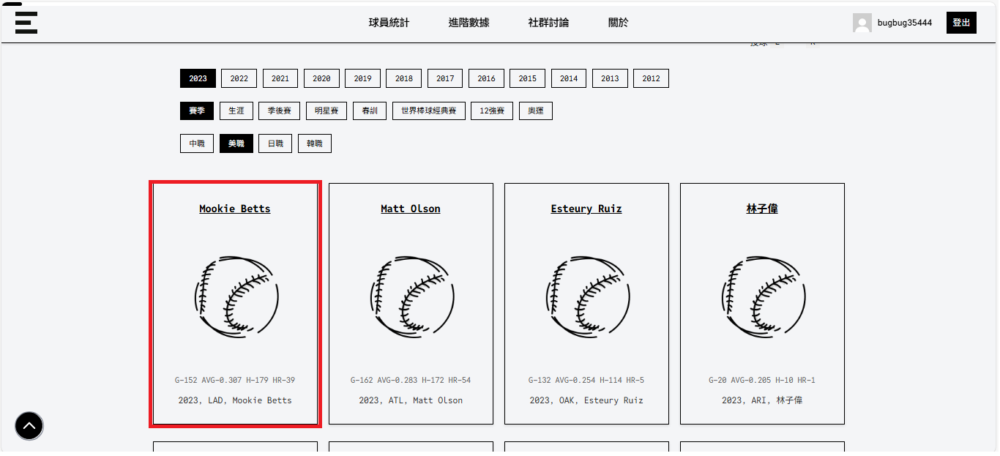 球員統計 進階數據 社群討論 關於 bugbug35444 登出
2023 2022 2021 2020 2019 2018 2017 2016 2015 2014 2013 2012
賽季 生涯 季後賽 明星賽 春訓 世界棒球經典賽 12強賽 奧運
中職 美職 日職 韓職
Mookie Betts
G-152 AVG-0.307 H-179 HR-39
2023, LAD, Mookie Betts
Matt Olson
G-162 AVG-0.283 H-172 HR-54
2023, ATL, Matt Olson
Esteury Ruiz
G-132 AVG-0.254 H-114 HR-5
2023, OAK, Esteury Ruiz
林子偉
G-20 AVG-0.205 H-10 HR-1
2023, ARI, 林子偉